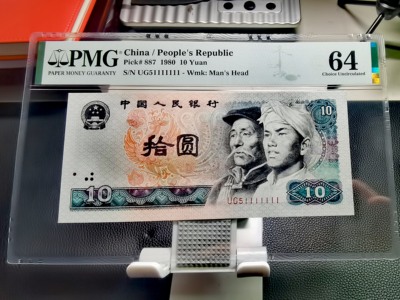 PMG
PAPER MONEY GUARANTY
China / People's Republic
Pick# 887 1980 10 Yuan
S/N UG51111111 - Wmk: Man's Head
64
Choice Uncirculated
中国人民银行
10
拾圆
10
10
UG51111111